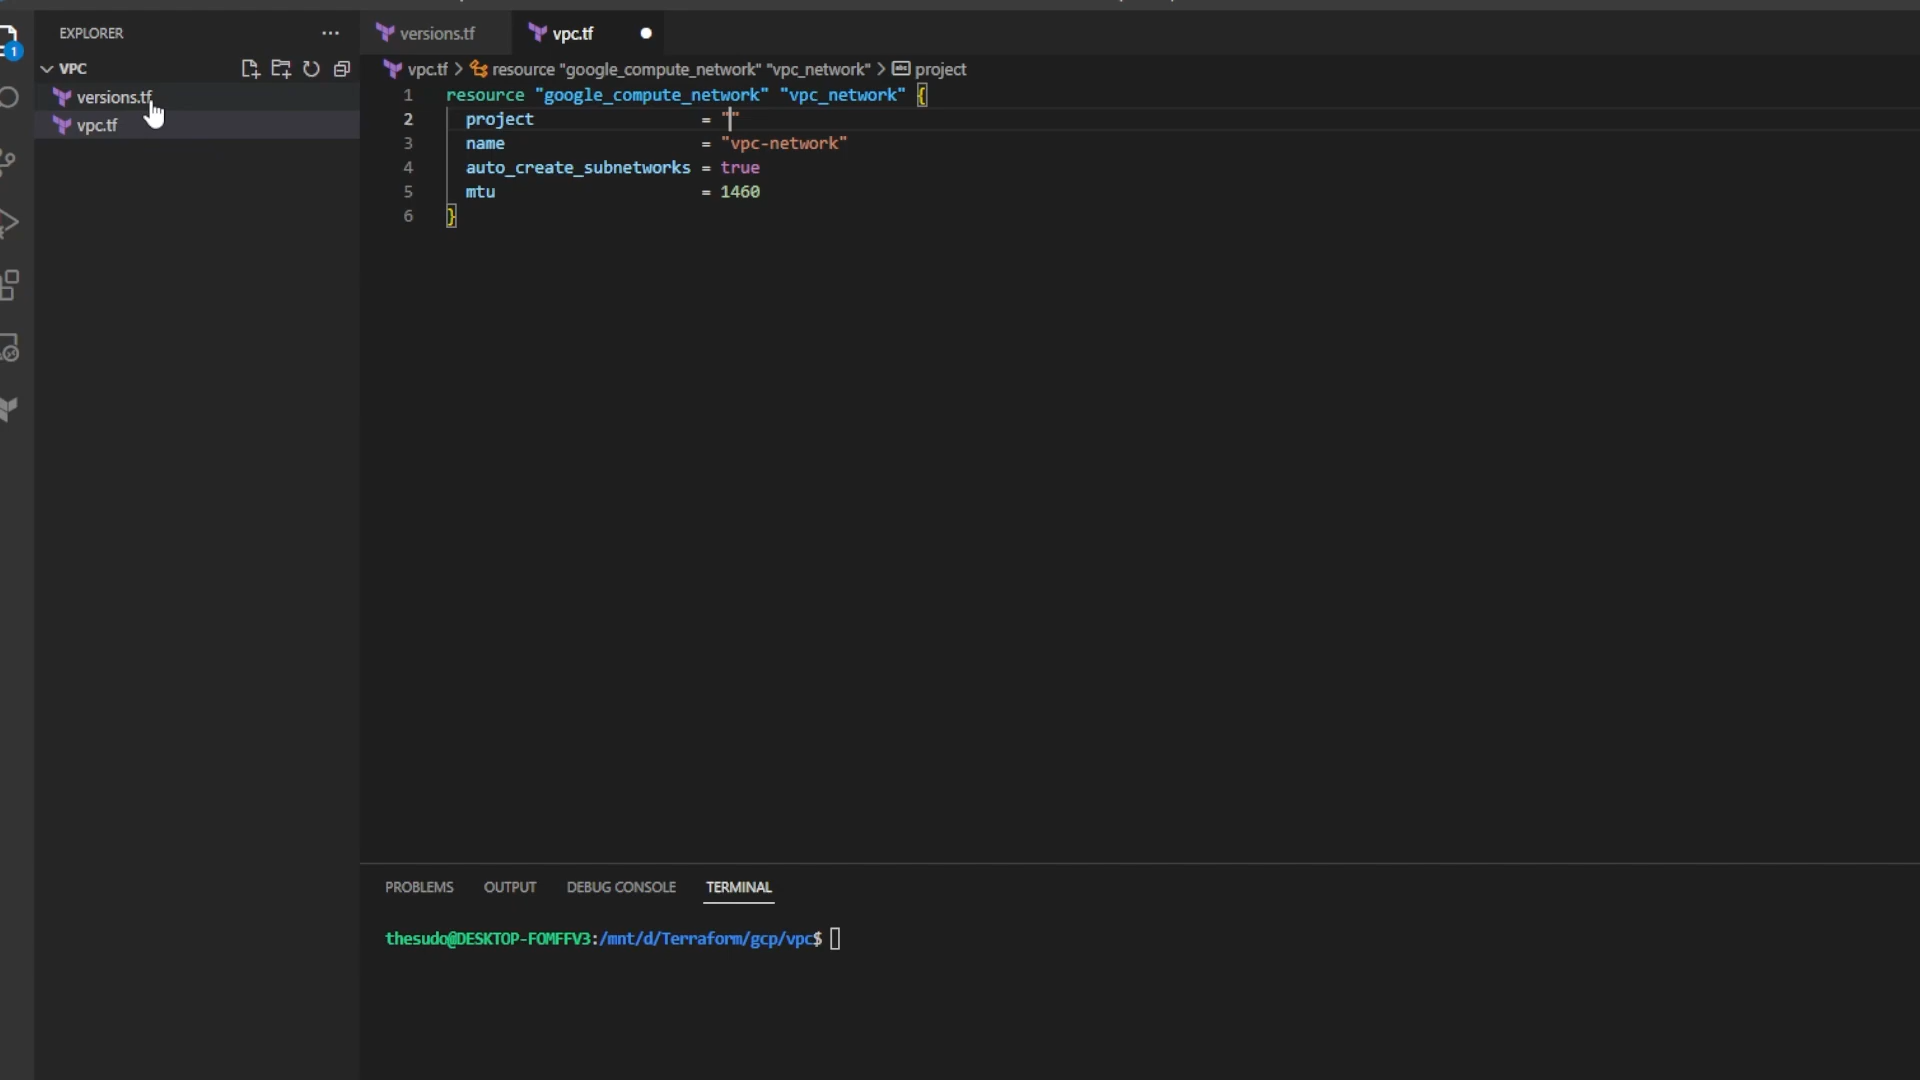 EXPLORER
versions.tf
vpc.tf
1
VPC
versions.tf
vpc.tf
vpc.tf > resource "google_compute_network" "vpc_network" > project
1 resource "google_compute_network" "vpc_network" {
2 project = ""
3 name = "vpc-network"
4 auto_create_subnetworks = true
5 mtu = 1460
6 }
PROBLEMS OUTPUT DEBUG CONSOLE TERMINAL
thesudo@DESKTOP-FOMFFV3:/mnt/d/Terraform/gcp/vpc$